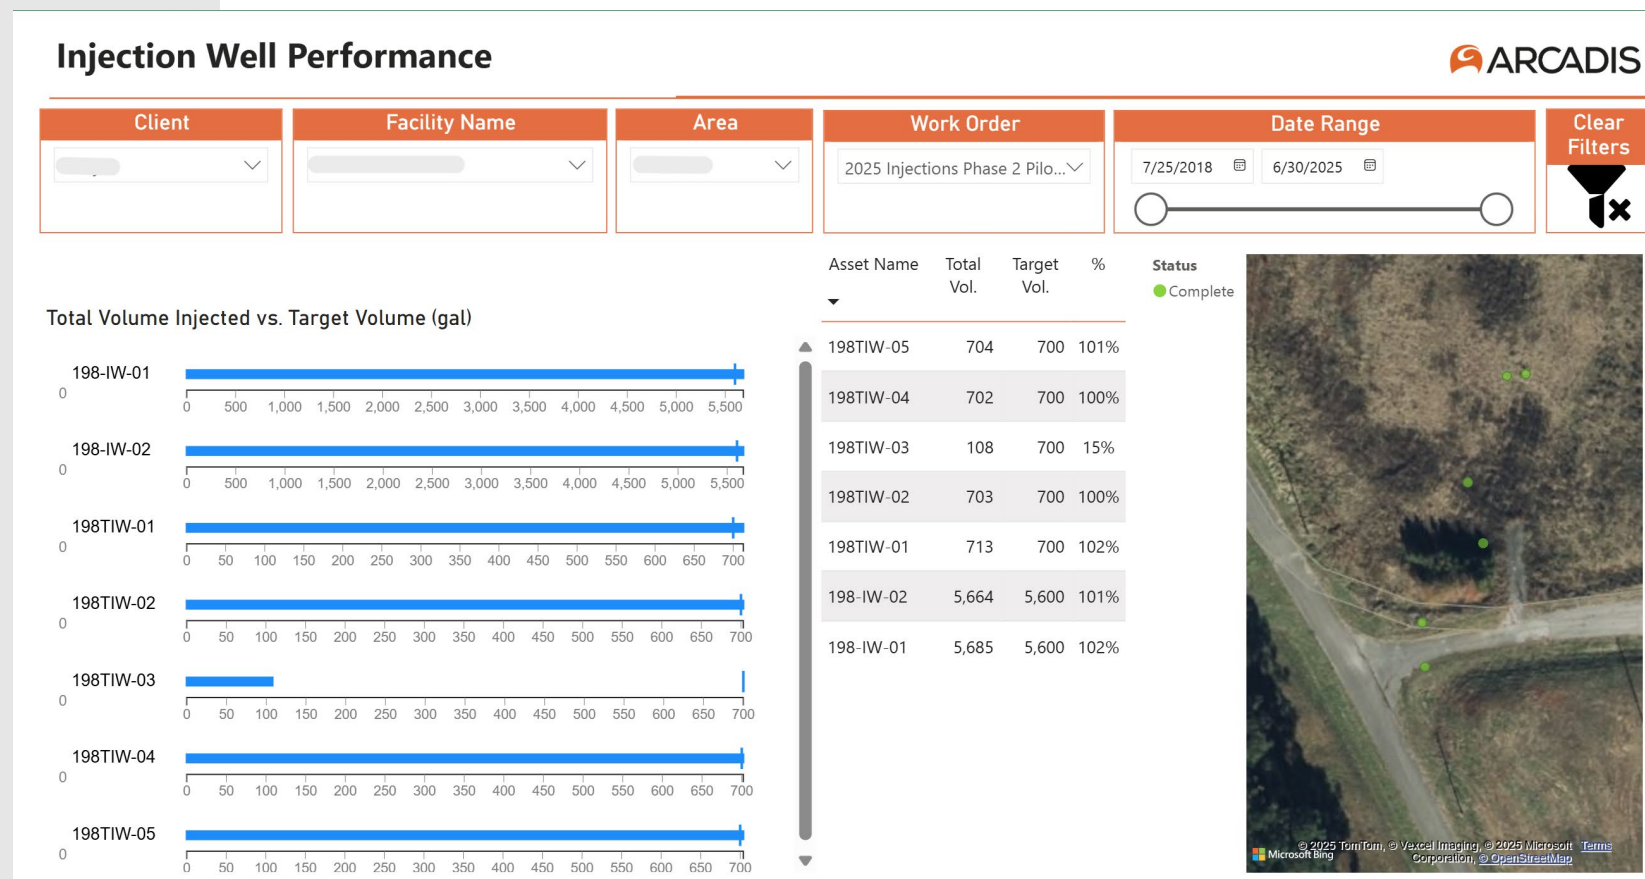 Injection Well Performance
ARCADIS
Client
Facility Name
Area
Work Order
Date Range
Clear
Filters
2025 Injections Phase 2 Pilo...
7/25/2018
6/30/2025
Asset Name Total Vol. Target Vol. %
198TIW-05 704 700 101%
198TIW-04 702 700 100%
198TIW-03 108 700 15%
198TIW-02 703 700 100%
198TIW-01 713 700 102%
198-IW-02 5,664 5,600 101%
198-IW-01 5,685 5,600 102%
Status
Complete
Total Volume Injected vs. Target Volume (gal)
198-IW-01
0
0 500 1,000 1,500 2,000 2,500 3,000 3,500 4,000 4,500 5,000 5,500
198-IW-02
0
0 500 1,000 1,500 2,000 2,500 3,000 3,500 4,000 4,500 5,000 5,500
198TIW-01
0
0 50 100 150 200 250 300 350 400 450 500 550 600 650 700
198TIW-02
0
0 50 100 150 200 250 300 350 400 450 500 550 600 650 700
198TIW-03
0
0 50 100 150 200 250 300 350 400 450 500 550 600 650 700
198TIW-04
0
0 50 100 150 200 250 300 350 400 450 500 550 600 650 700
198TIW-05
0
0 50 100 150 200 250 300 350 400 450 500 550 600 650 700
Microsoft Bing
© 2025 TomTom, © Vexcel Imaging, © 2025 Microsoft Terms
Corporation, © OpenStreetMap